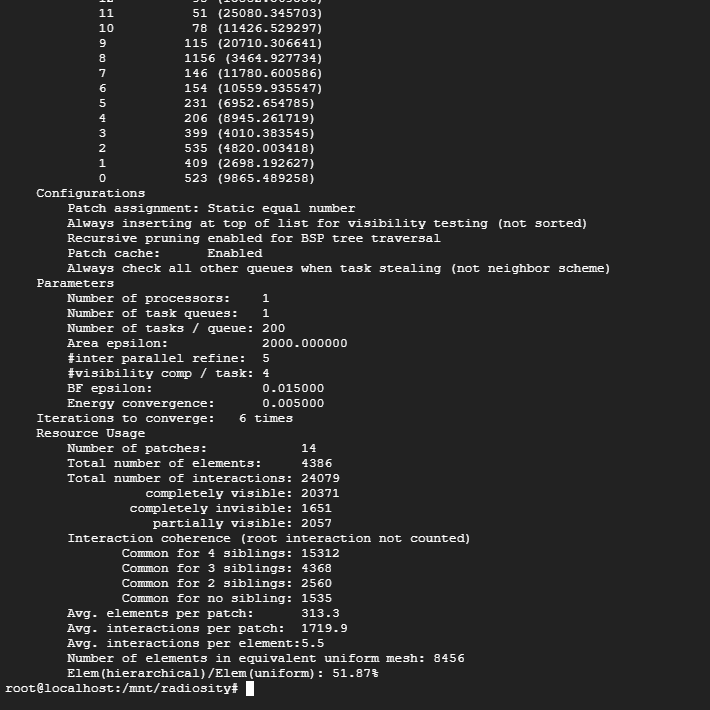 11 51 (25080.345703)
10 78 (11426.529297)
9 115 (20710.306641)
8 1156 (3464.927734)
7 146 (11780.600586)
6 154 (10559.935547)
5 231 (6952.654785)
4 206 (8945.261719)
3 399 (4010.383545)
2 535 (4820.003418)
1 409 (2698.192627)
0 523 (9865.489258)
Configurations
Patch assignment: Static equal number
Always inserting at top of list for visibility testing (not sorted)
Recursive pruning enabled for BSP tree traversal
Patch cache: Enabled
Always check all other queues when task stealing (not neighbor scheme)
Parameters
Number of processors: 1
Number of task queues: 1
Number of tasks / queue: 200
Area epsilon: 2000.000000
#inter parallel refine: 5
#visibility comp / task: 4
BF epsilon: 0.015000
Energy convergence: 0.005000
Iterations to converge: 6 times
Resource Usage
Number of patches: 14
Total number of elements: 4386
Total number of interactions: 24079
completely visible: 20371
completely invisible: 1651
partially visible: 2057
Interaction coherence (root interaction not counted)
Common for 4 siblings: 15312
Common for 3 siblings: 4368
Common for 2 siblings: 2560
Common for no sibling: 1535
Avg. elements per patch: 313.3
Avg. interactions per patch: 1719.9
Avg. interactions per element:5.5
Number of elements in equivalent uniform mesh: 8456
Elem(hierarchical)/Elem(uniform): 51.87%
root@localhost:/mnt/radiosity#